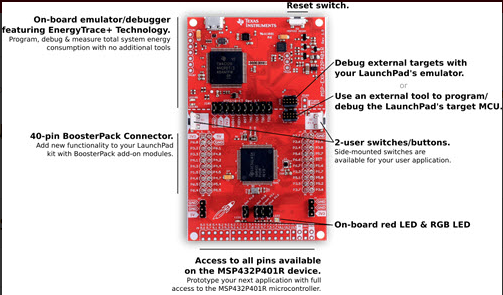 Reset switch.
On-board emulator/debugger
featuring EnergyTrace+ Technology.
Program, debug & measure total system energy
consumption with no additional tools
TEXAS
INSTRUMENTS
Debug external targets with
your LaunchPad's emulator.
or
Use an external tool to program/
debug the LaunchPad's target MCU.
40-pin BoosterPack Connector.
Add new functionality to your LaunchPad
kit with BoosterPack add-on modules.
2-user switches/buttons.
Side-mounted switches are
available for your user application.
On-board red LED & RGB LED
Access to all pins available
on the MSP432P401R device.
Prototype your next application with full
access to the MSP432P401R microcontroller.